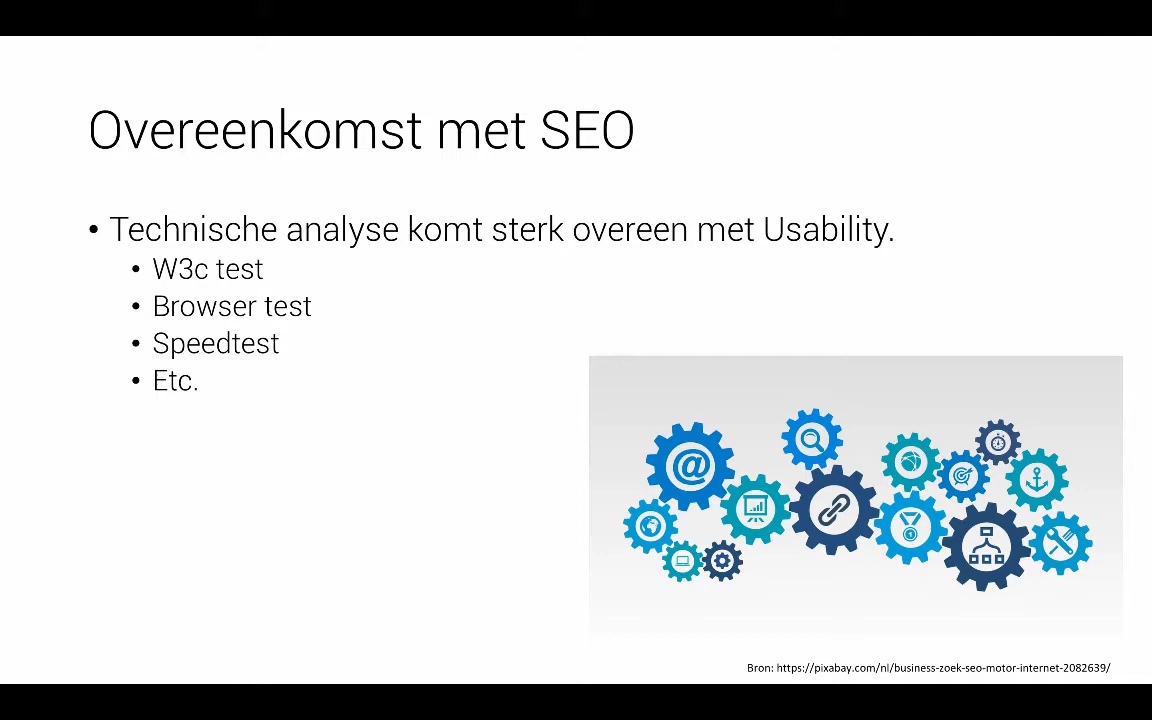 Overeenkomst met SEO
• Technische analyse komt sterk overeen met Usability.
• W3c test
• Browser test
• Speedtest
• Etc.
@
1
Bron: https://pixabay.com/nl/business-zoek-seo-motor-internet-2082639/